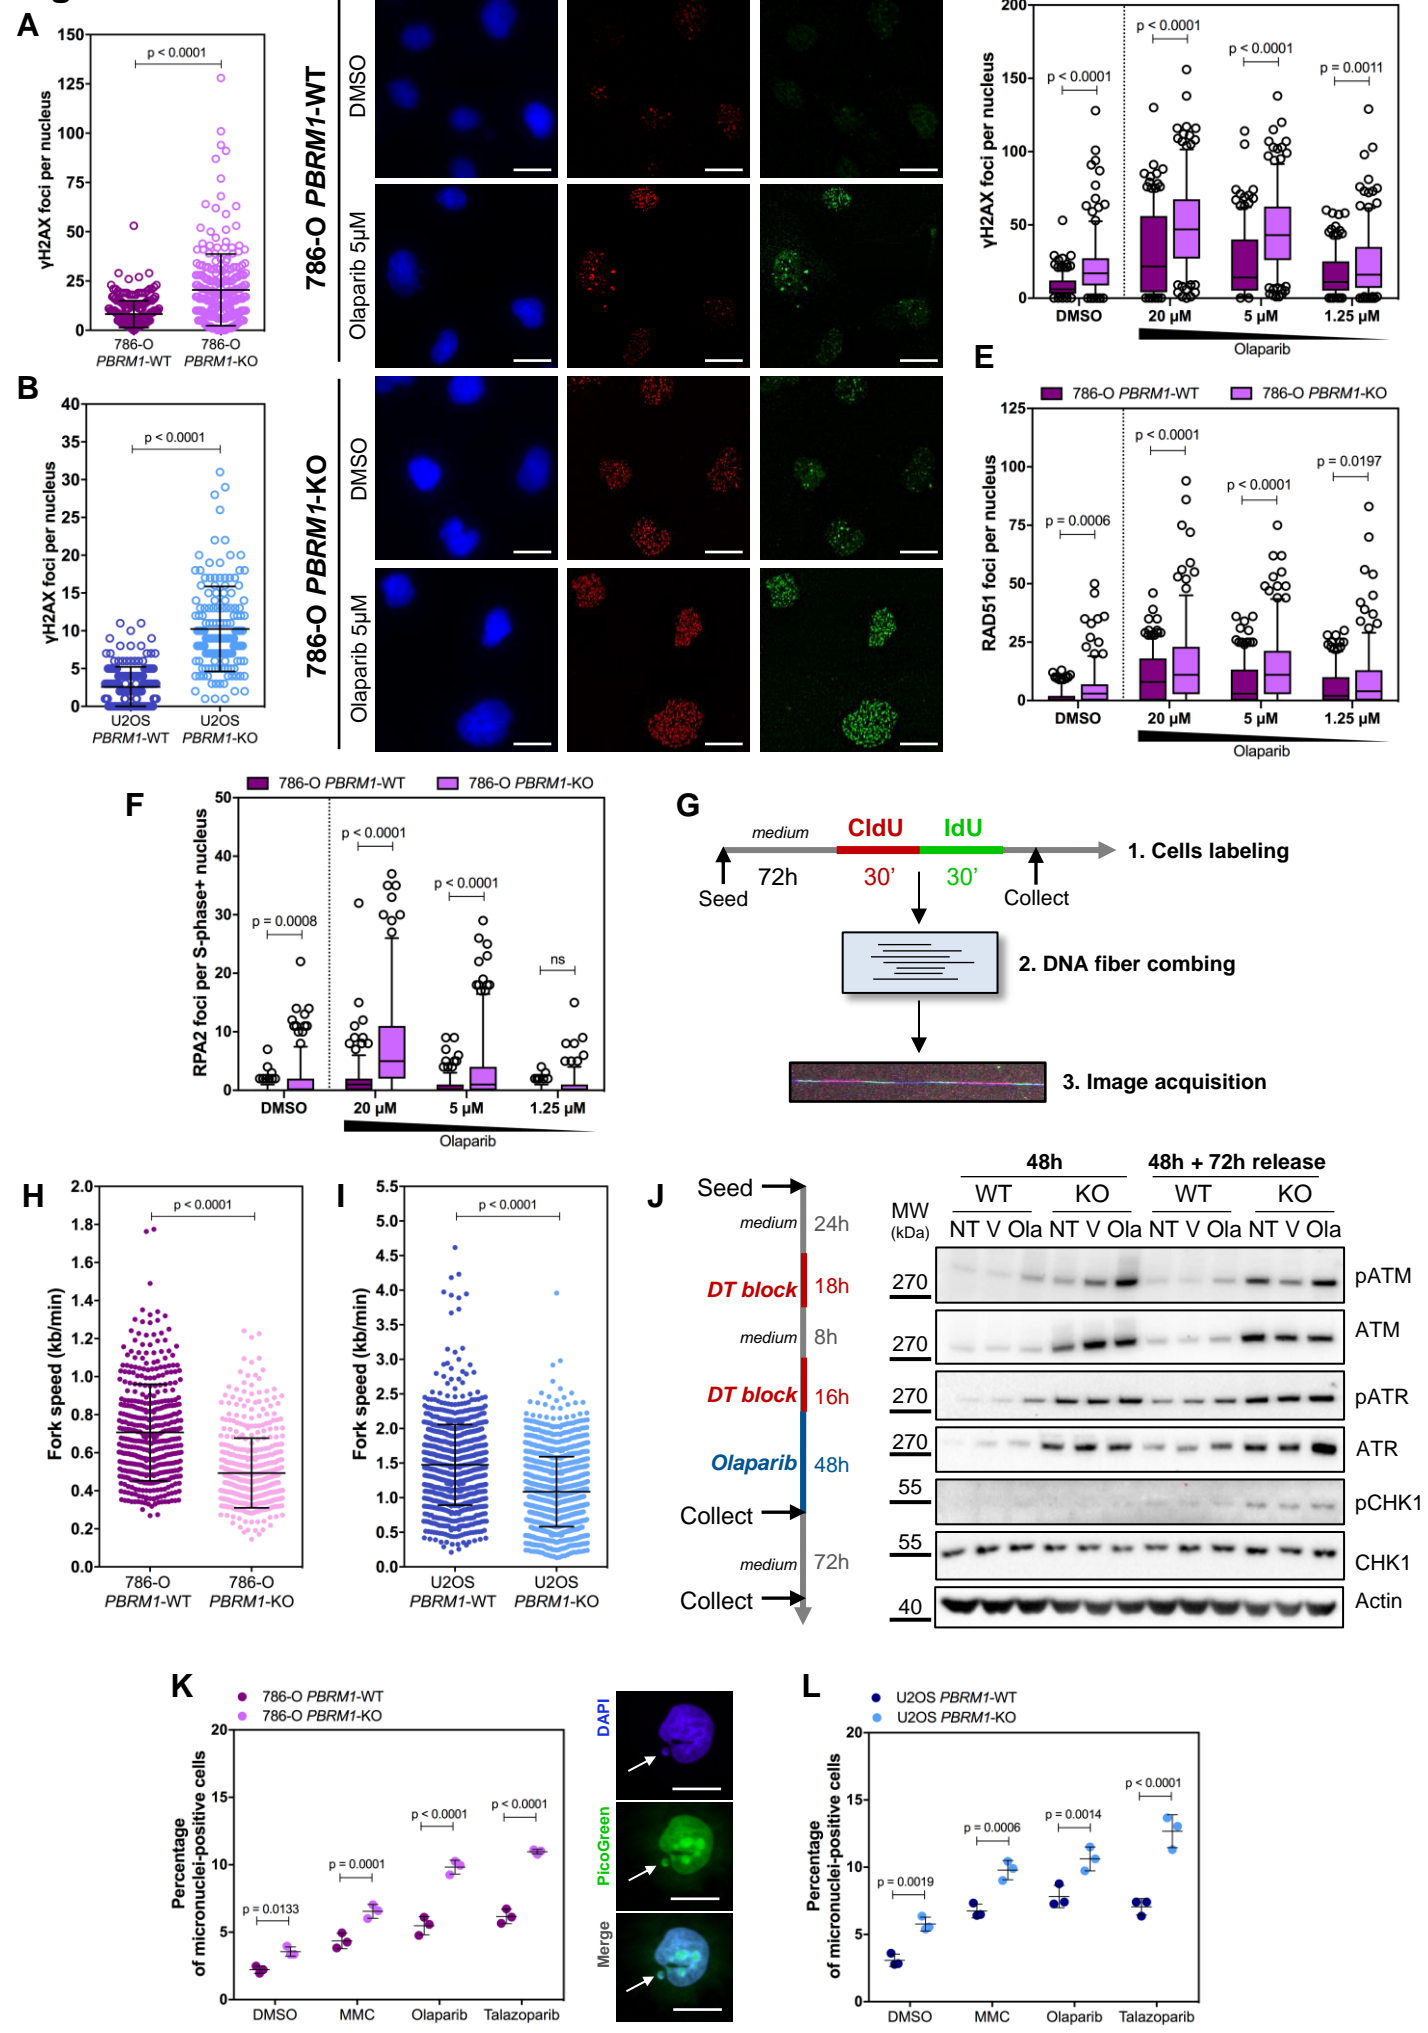 A
150
125
100
75
50
25
0
γH2AX foci per nucleus
p < 0.0001
786-O
PBRM1-WT
786-O
PBRM1-KO
B
40
35
30
25
20
15
10
5
0
γH2AX foci per nucleus
p < 0.0001
U2OS
PBRM1-WT
U2OS
PBRM1-KO
786-O PBRM1-WT
DMSO
Olaparib 5µM
786-O PBRM1-KO
DMSO
Olaparib 5µM
200
150
100
50
0
γH2AX foci per nucleus
p < 0.0001
p < 0.0001
p < 0.0001
p = 0.0011
DMSO
20 µM
5 µM
1.25 µM
Olaparib
E
786-O PBRM1-WT
786-O PBRM1-KO
125
100
75
50
25
0
RAD51 foci per nucleus
p = 0.0006
p < 0.0001
p < 0.0001
p = 0.0197
DMSO
20 µM
5 µM
1.25 µM
Olaparib
F
786-O PBRM1-WT
786-O PBRM1-KO
50
40
30
20
10
0
RPA2 foci per S-phase+ nucleus
p = 0.0008
p < 0.0001
p < 0.0001
ns
DMSO
20 µM
5 µM
1.25 µM
Olaparib
G
medium
CldU
IdU
1. Cells labeling
72h
30'
30'
Seed
Collect
2. DNA fiber combing
3. Image acquisition
H
2.0
1.8
1.6
1.4
1.2
1.0
0.8
0.6
0.4
0.2
0.0
Fork speed (kb/min)
p < 0.0001
786-O
PBRM1-WT
786-O
PBRM1-KO
I
5.5
5.0
4.5
4.0
3.5
3.0
2.5
2.0
1.5
1.0
0.5
0.0
Fork speed (kb/min)
p < 0.0001
U2OS
PBRM1-WT
U2OS
PBRM1-KO
J
Seed
medium 24h
DT block 18h
medium 8h
DT block 16h
Olaparib 48h
Collect
medium 72h
Collect
48h
48h + 72h release
WT KO WT KO
MW
(kDa)
NT V Ola NT V Ola NT V Ola NT V Ola
270 pATM
270 ATM
270 pATR
270 ATR
55 pCHK1
55 CHK1
40 Actin
K
786-O PBRM1-WT
786-O PBRM1-KO
20
15
10
5
0
Percentage
of micronuclei-positive cells
p = 0.0133
p = 0.0001
p < 0.0001
p < 0.0001
DMSO
MMC
Olaparib
Talazoparib
DAPI
PicoGreen
Merge
L
U2OS PBRM1-WT
U2OS PBRM1-KO
20
15
10
5
0
Percentage
of micronuclei-positive cells
p = 0.0019
p = 0.0006
p = 0.0014
p < 0.0001
DMSO
MMC
Olaparib
Talazoparib